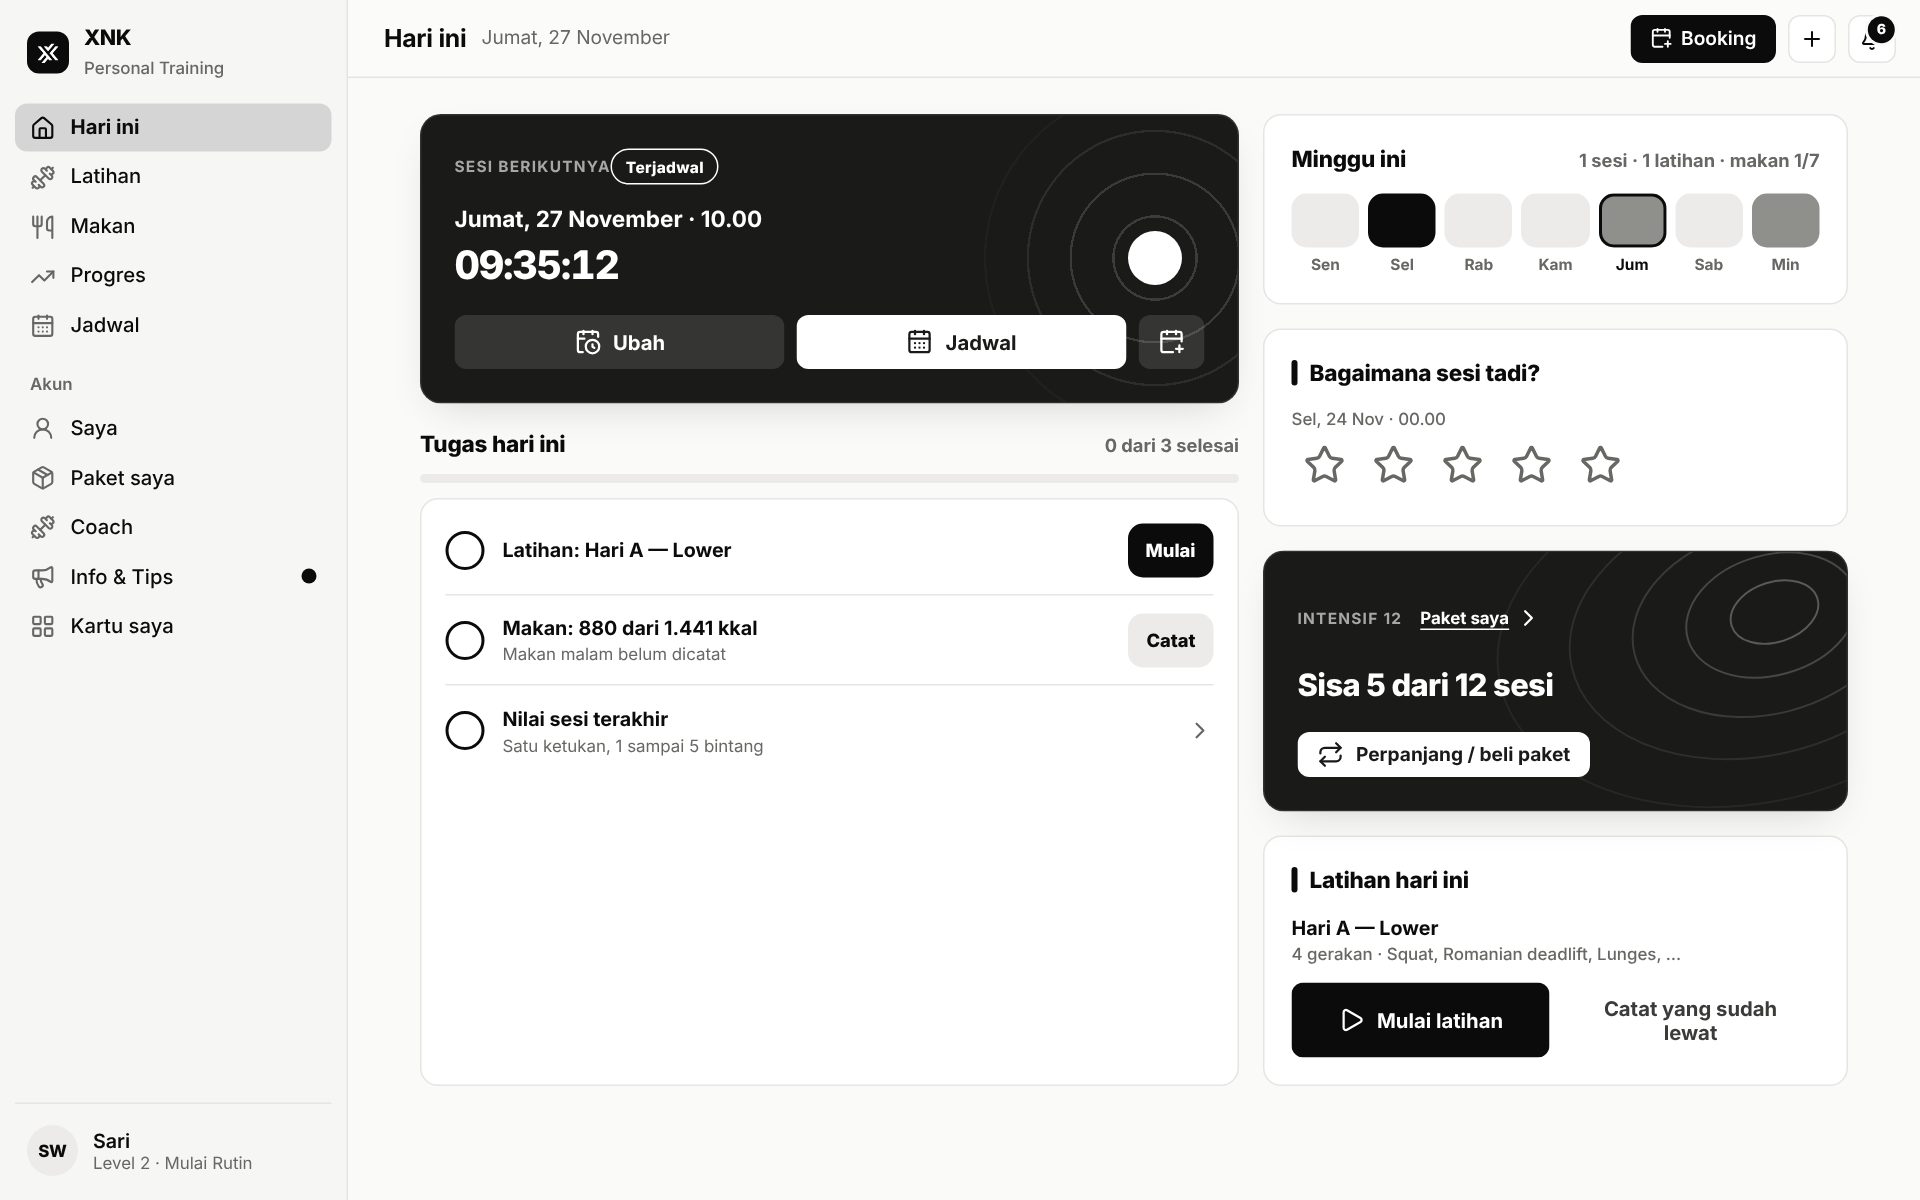 XNK
Personal Training
Hari ini
Latihan
Makan
Progres
Jadwal
Akun
Saya
Paket saya
Coach
Info & Tips
Kartu saya
SW
Sari
Level 2 · Mulai Rutin
Hari ini Jumat, 27 November
Booking
6
SESI BERIKUTNYA Terjadwal
Jumat, 27 November · 10.00
09:35:12
Ubah
Jadwal
Tugas hari ini
0 dari 3 selesai
Latihan: Hari A — Lower
Mulai
Makan: 880 dari 1.441 kkal
Makan malam belum dicatat
Catat
Nilai sesi terakhir
Satu ketukan, 1 sampai 5 bintang
Minggu ini
1 sesi · 1 latihan · makan 1/7
Sen Sel Rab Kam Jum Sab Min
Bagaimana sesi tadi?
Sel, 24 Nov · 00.00
INTENSIF 12 Paket saya
Sisa 5 dari 12 sesi
Perpanjang / beli paket
Latihan hari ini
Hari A — Lower
4 gerakan · Squat, Romanian deadlift, Lunges, ...
Mulai latihan
Catat yang sudah
lewat